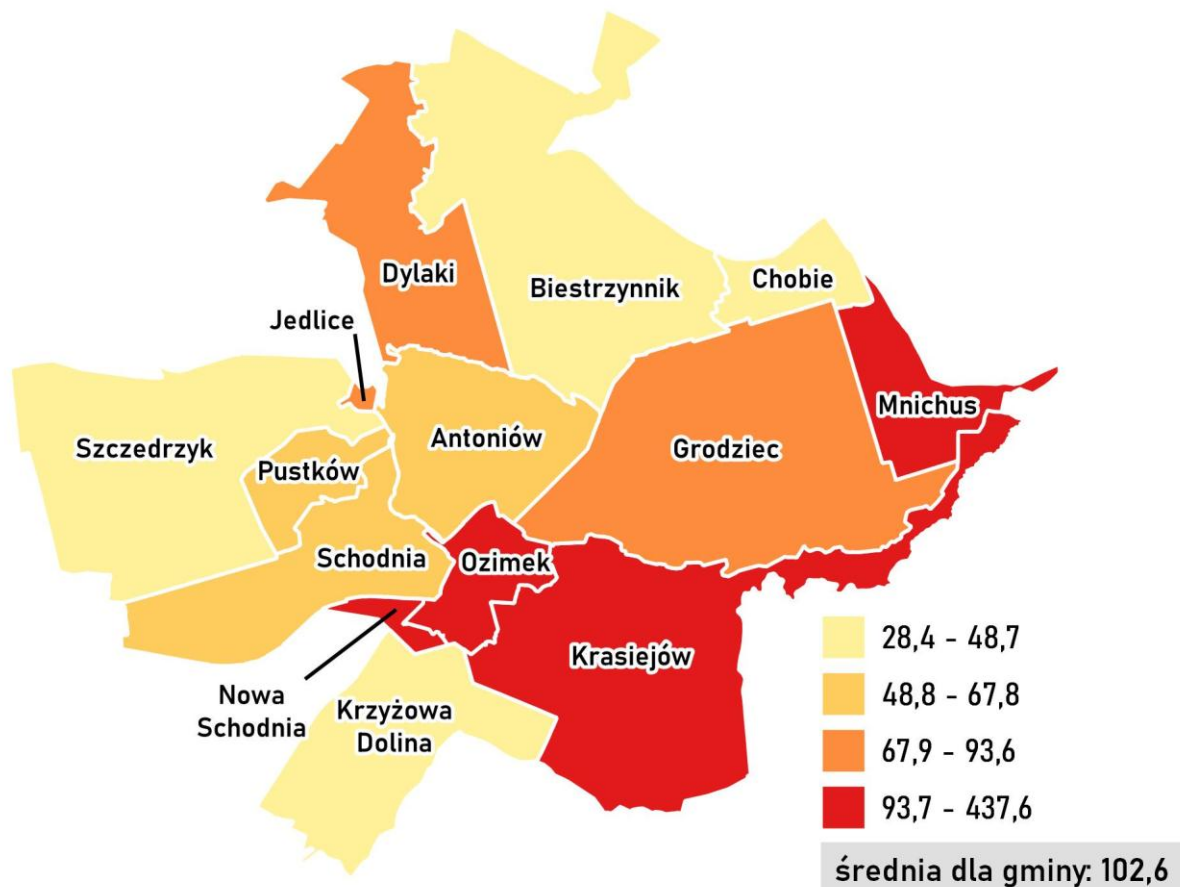 Dylaki
Biestrzynnik
Chobie
Jedlice
Mnichus
Szczedrzyk
Antoniów
Grodziec
Pustków
Schodnia
Ozimek
Krasiejów
Nowa
Schodnia
Krzyżowa
Dolina
28,4 - 48,7
48,8 - 67,8
67,9 - 93,6
93,7 - 437,6
średnia dla gminy: 102,6